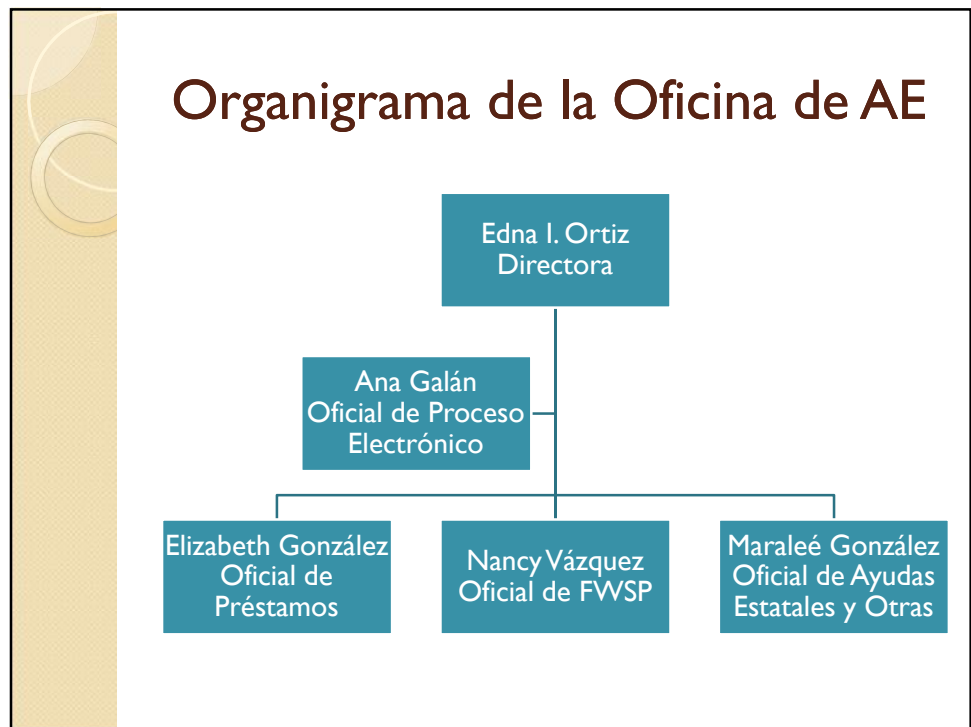 Organigrama de la Oficina de AE
Edna I. Ortiz
Directora
Ana Galán
Oficial de Proceso
Electrónico
Elizabeth González
Oficial de
Préstamos
Nancy Vázquez
Oficial de FWSP
Maraleé González
Oficial de Ayudas
Estatales y Otras